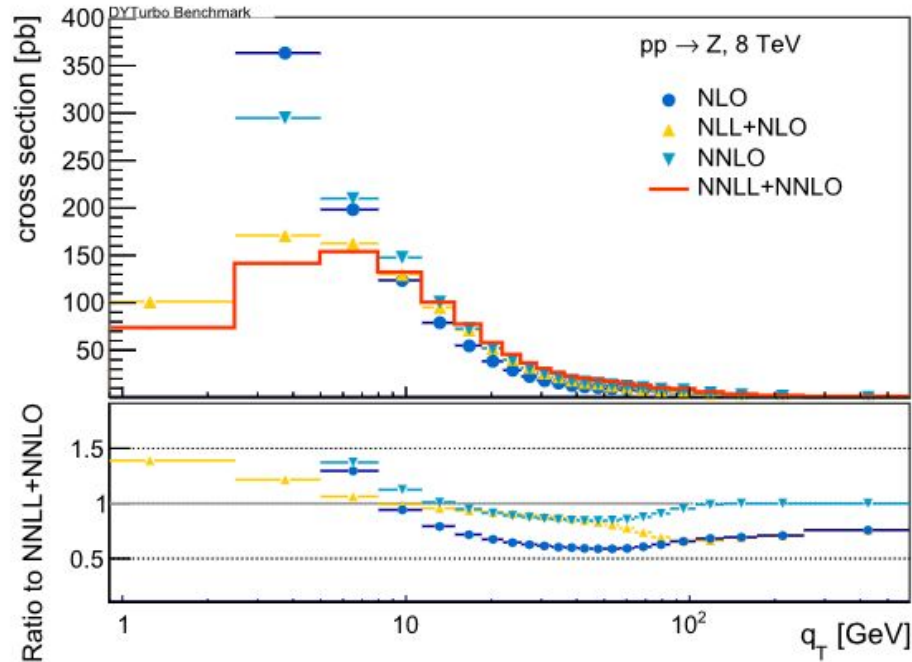 DYTurbo Benchmark
400
350
300
250
200
150
100
50
cross section [pb]
pp → Z, 8 TeV
NLO
NLL+NLO
NNLO
NNLL+NNLO
1.5
1
0.5
Ratio to NNLL+NNLO
1 10 10²
q_T [GeV]